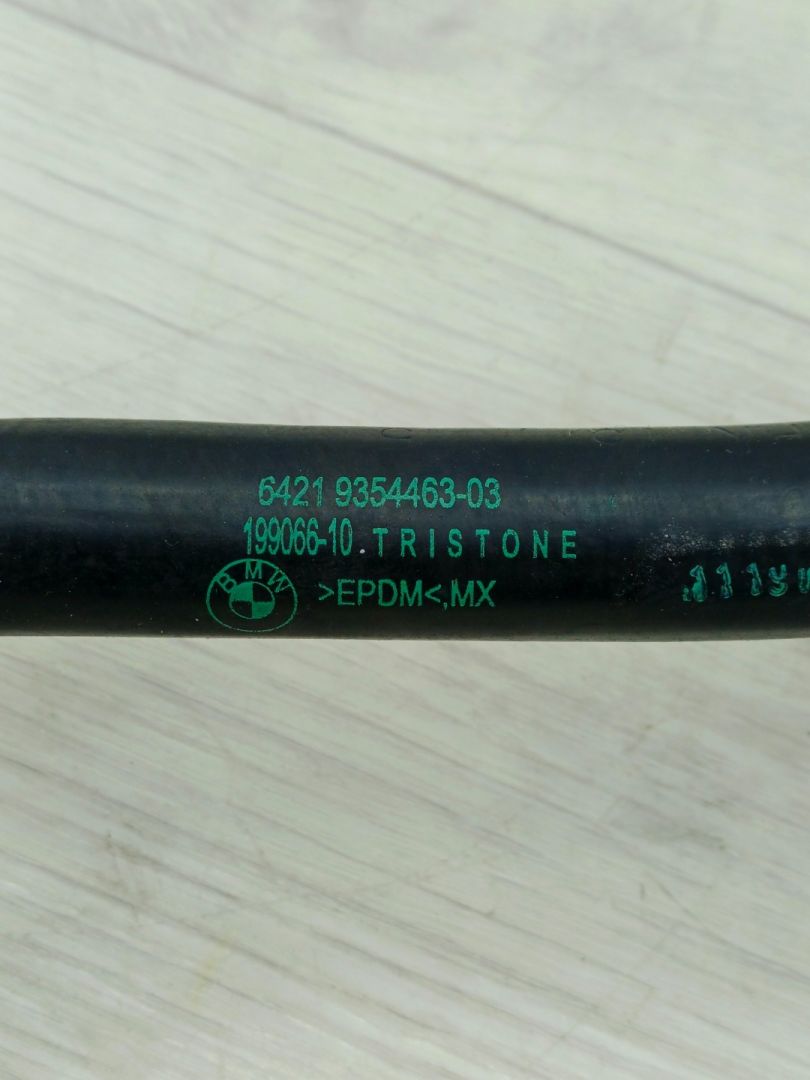 6421 9354463-03
199066-10 TRISTONE
BMW >EPDM<,MX